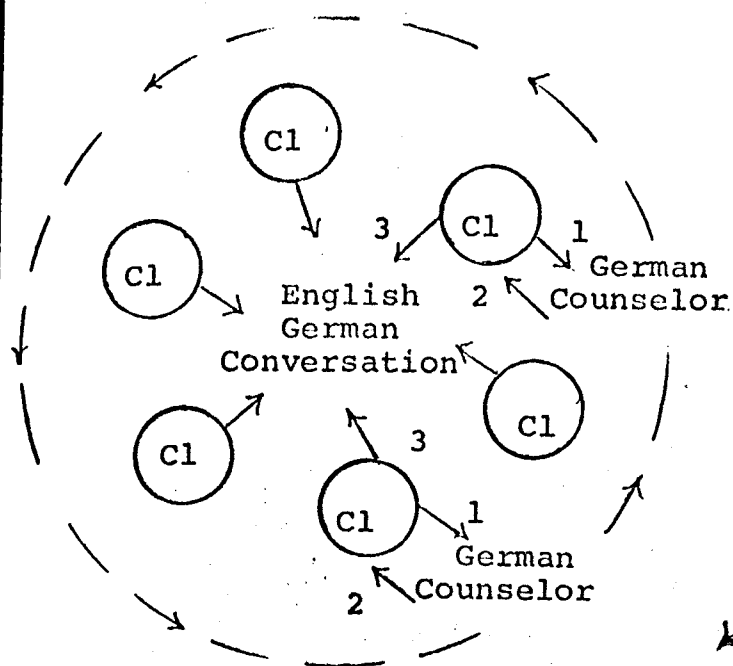 Cl
Cl
3
1
Cl
German
2
Counselor
English
German
Conversation
Cl
Cl
3
Cl
1
German
2
Counselor
Cl